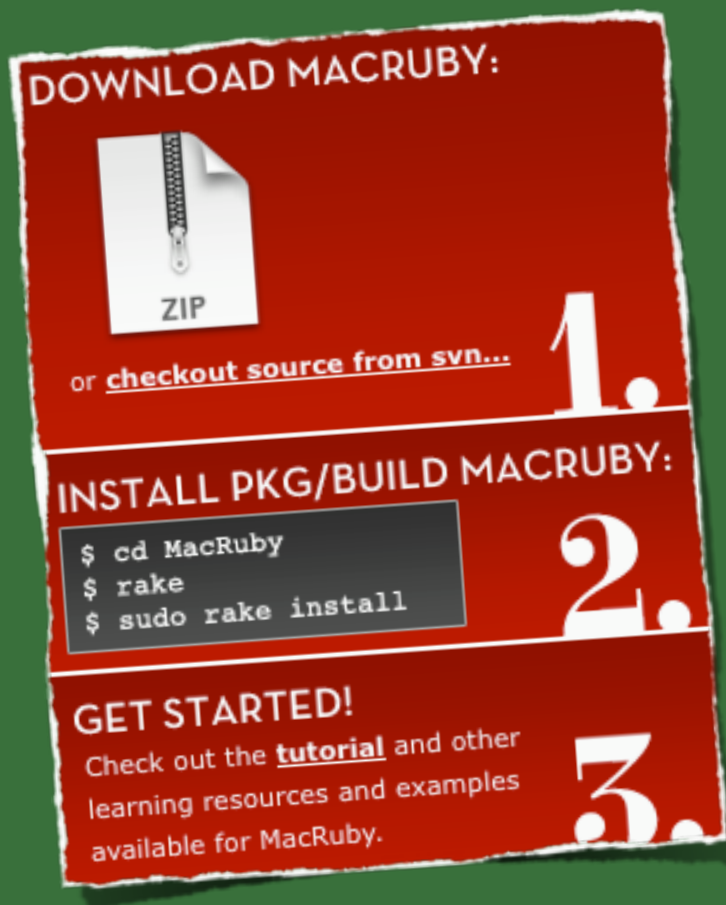 DOWNLOAD MACRUBY:
ZIP
or checkout source from svn...
1.
INSTALL PKG/BUILD MACRUBY:
$ cd MacRuby
$ rake
$ sudo rake install
2.
GET STARTED!
Check out the tutorial and other
learning resources and examples
available for MacRuby.
3.